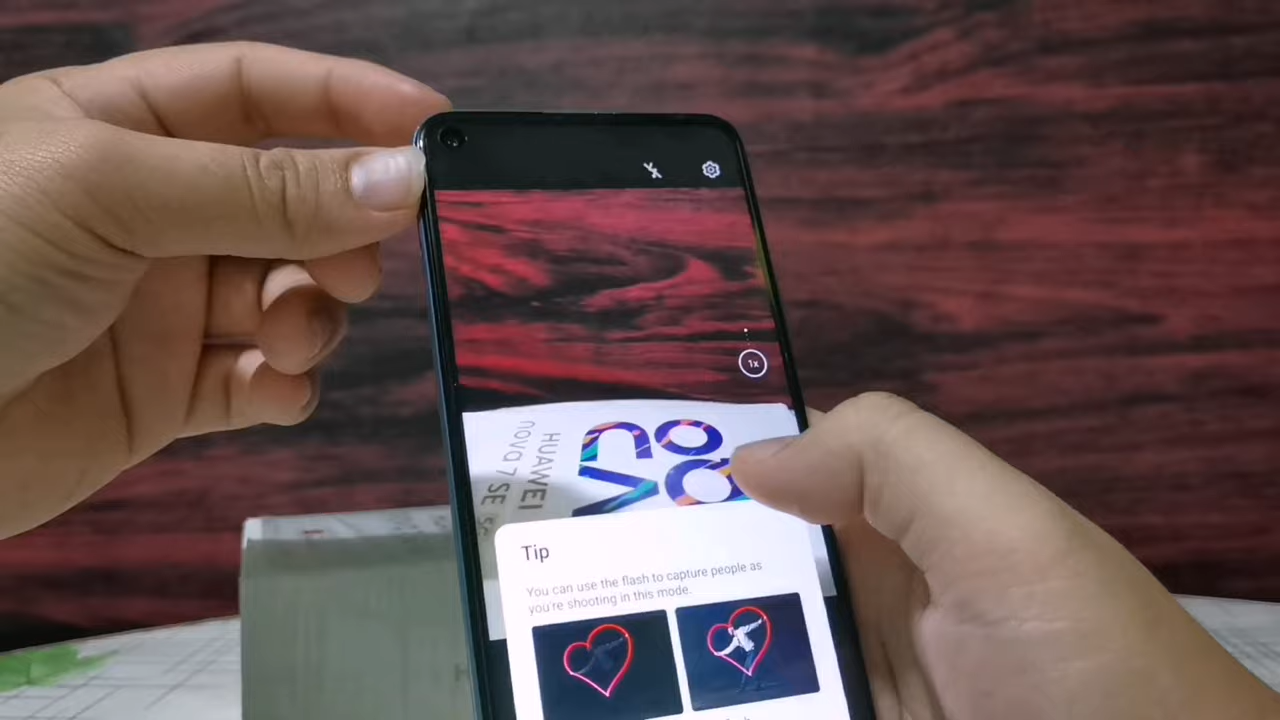 1x
HUAWEI
nova 7 SE
Tip
You can use the flash to capture people as
you're shooting in this mode.